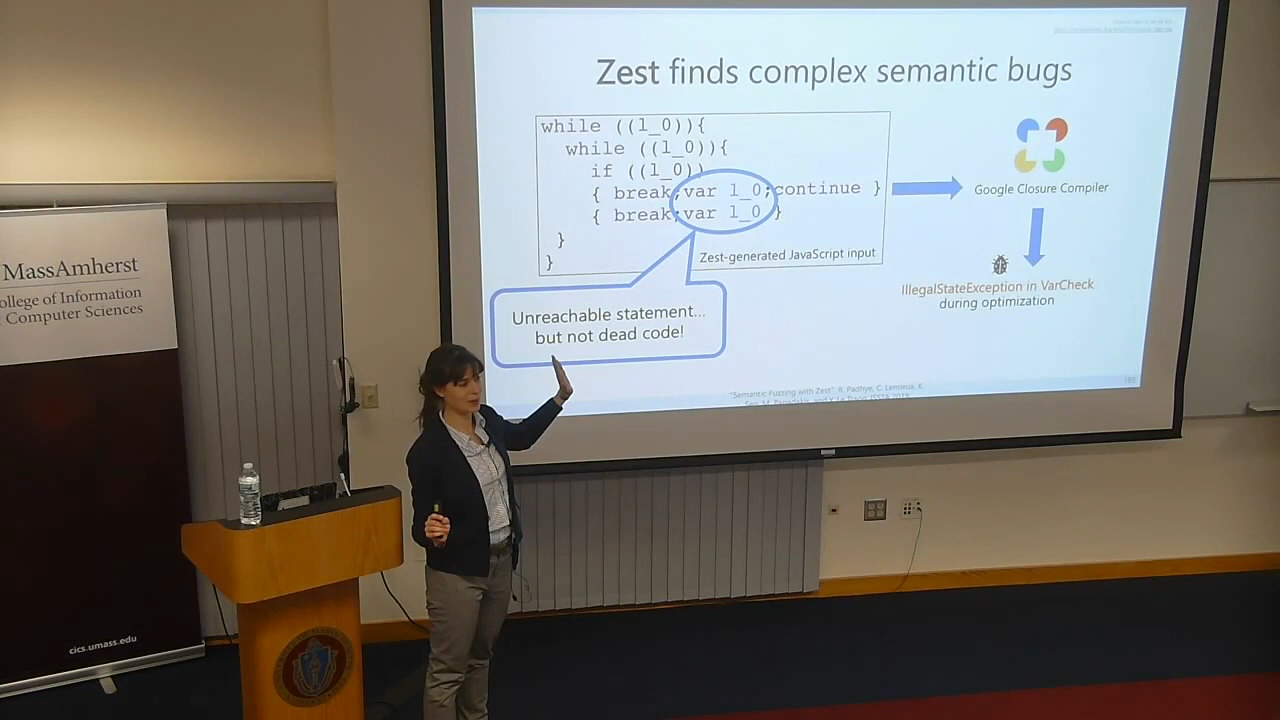 Zest finds complex semantic bugs
while ((l_0)){
while ((l_0)){
if ((l_0))
{ break;var l_0;continue }
{ break;var l_0 }
}
}
Zest-generated JavaScript input
Google Closure Compiler
IllegalStateException in VarCheck
during optimization
Unreachable statement...
but not dead code!
"Semantic Fuzzing with Zest". R. Padhye, C. Lemieux, K.
Sen, M. Papadakis, and Y. Le Traon. ISSTA 2019
183
MassAmherst
ollege of Information
Computer Sciences
cics.umass.edu